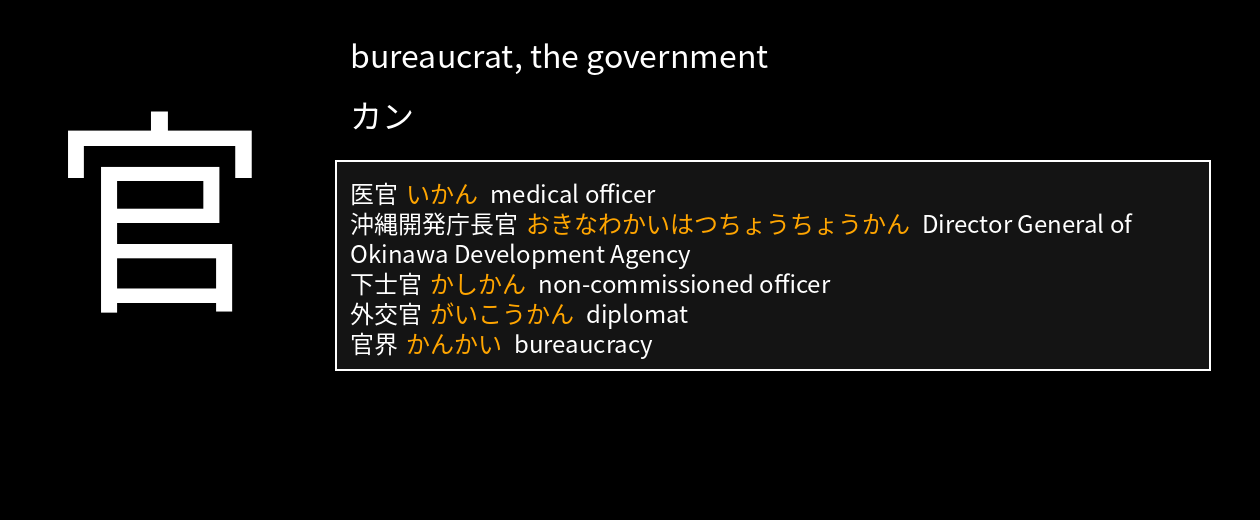 官
bureaucrat, the government
カン
医官 いかん medical officer
沖縄開発庁長官 おきなわかいはつちょうちょうかん Director General of
Okinawa Development Agency
下士官 かしかん non-commissioned officer
外交官 がいこうかん diplomat
官界 かんかい bureaucracy